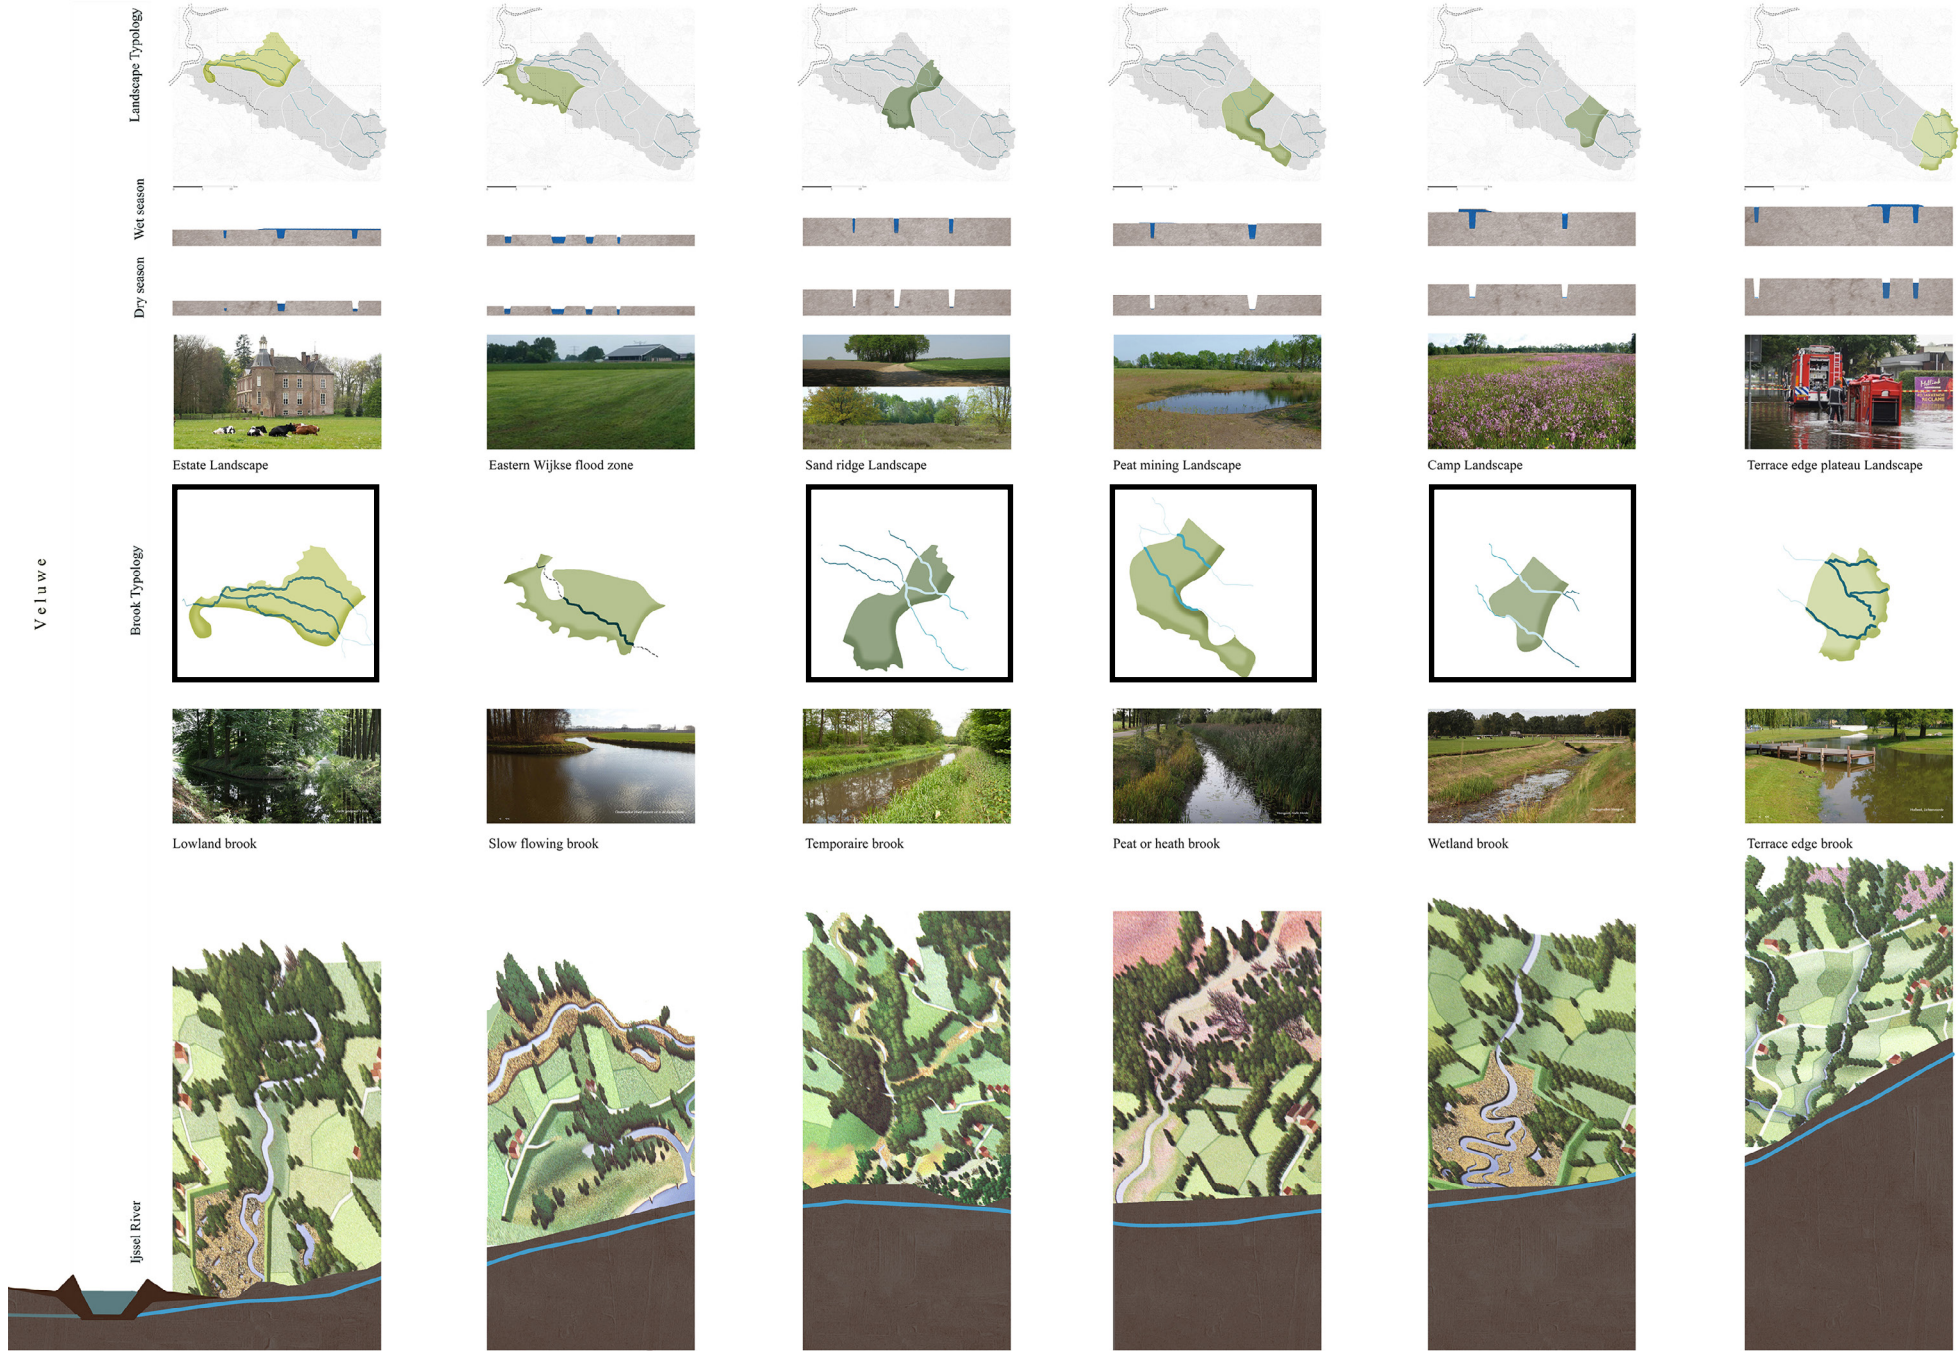 Landscape Typology
Wet season
Dry season
Estate Landscape
Eastern Wijkse flood zone
Sand ridge Landscape
Peat mining Landscape
Camp Landscape
Terrace edge plateau Landscape
Veluwe
Brook Typology
Lowland brook
Slow flowing brook
Temporaire brook
Peat or heath brook
Wetland brook
Terrace edge brook
Ijssel River